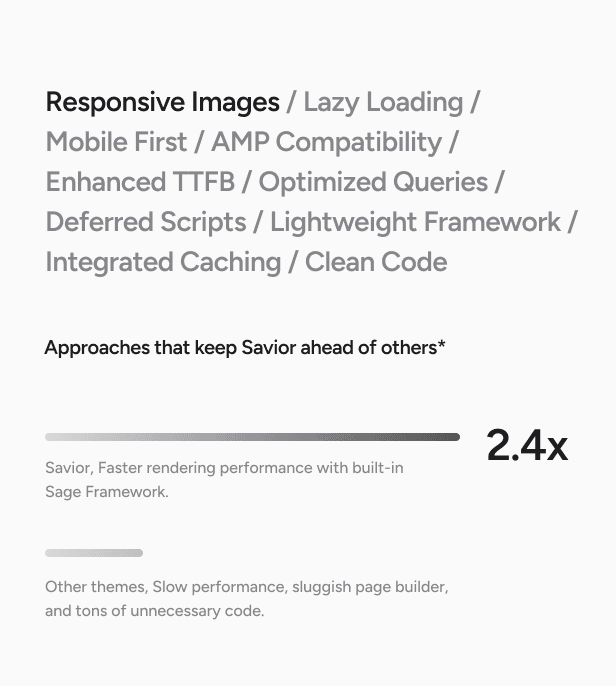 Responsive Images / Lazy Loading /
Mobile First / AMP Compatibility /
Enhanced TTFB / Optimized Queries /
Deferred Scripts / Lightweight Framework /
Integrated Caching / Clean Code
Approaches that keep Savior ahead of others*
2.4x
Savior, Faster rendering performance with built-in
Sage Framework.
Other themes, Slow performance, sluggish page builder,
and tons of unnecessary code.